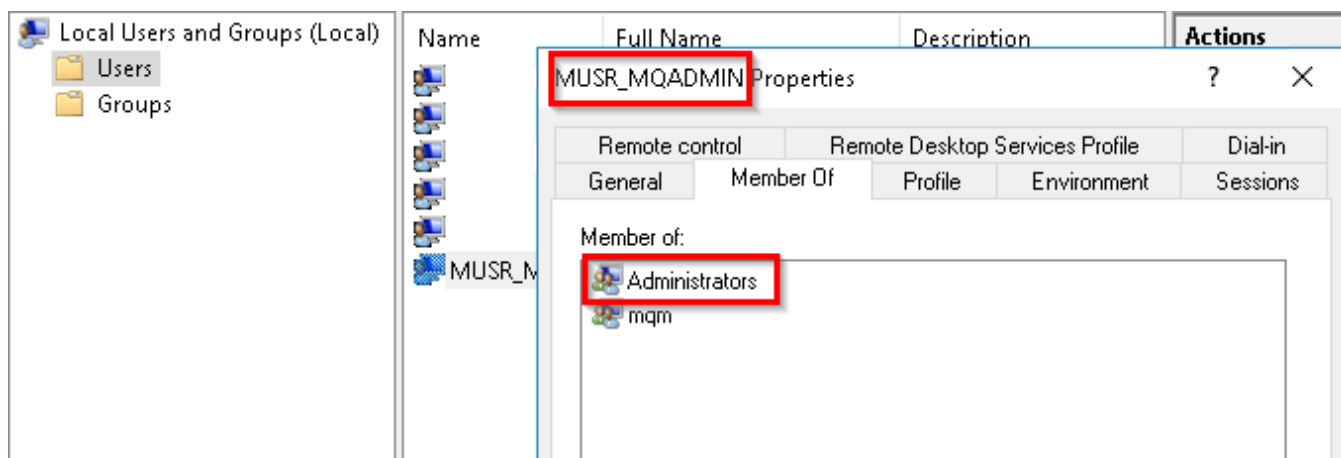 Local Users and Groups (Local)
Users
Groups
Name Full Name Description
Actions
MUSR_M
MUSR_MQADMIN Properties ?
Remote control Remote Desktop Services Profile Dial-in
General Member Of Profile Environment Sessions
Member of:
Administrators
mqm